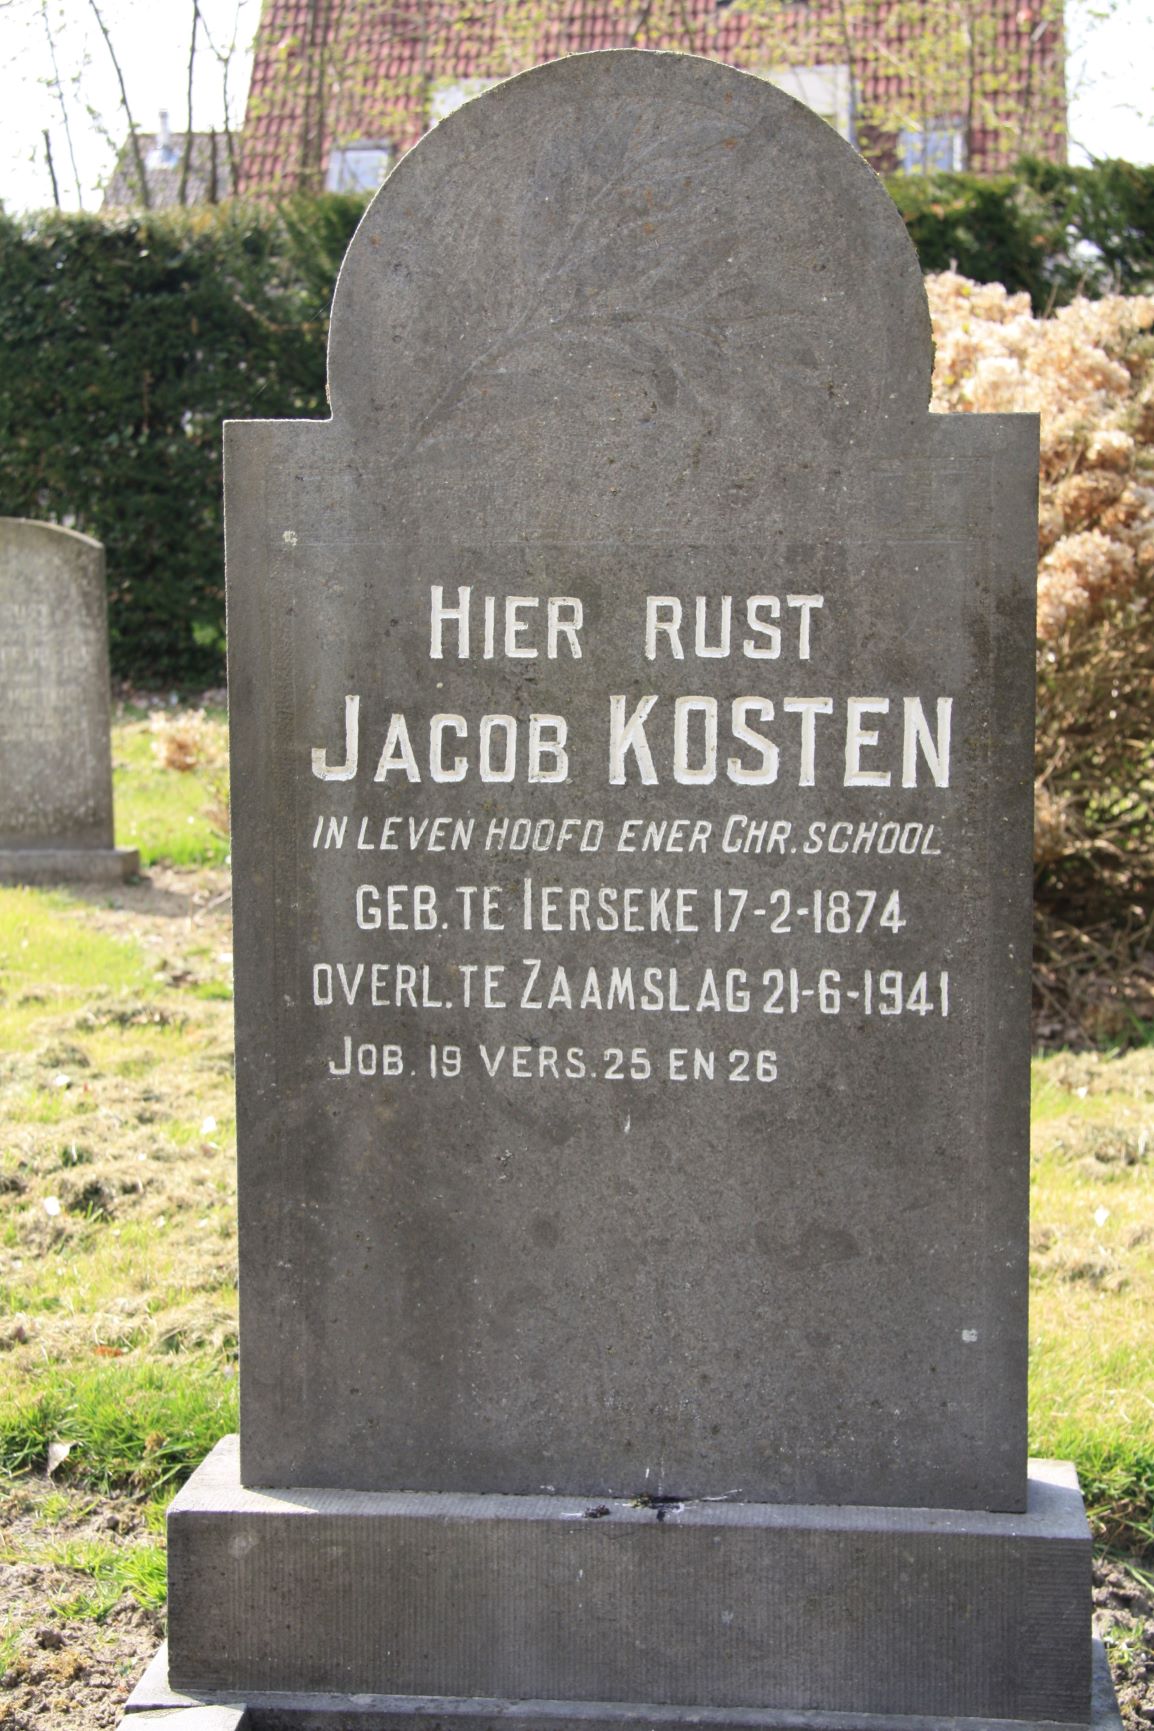 HIER RUST
JACOB KOSTEN
IN LEVEN HOOFD EENER CHR. SCHOOL
GEB. TE IERSEKE 17-2-1874
OVERL. TE ZAAMSLAG 21-6-1941
JOB. 19 VERS. 25 EN 26